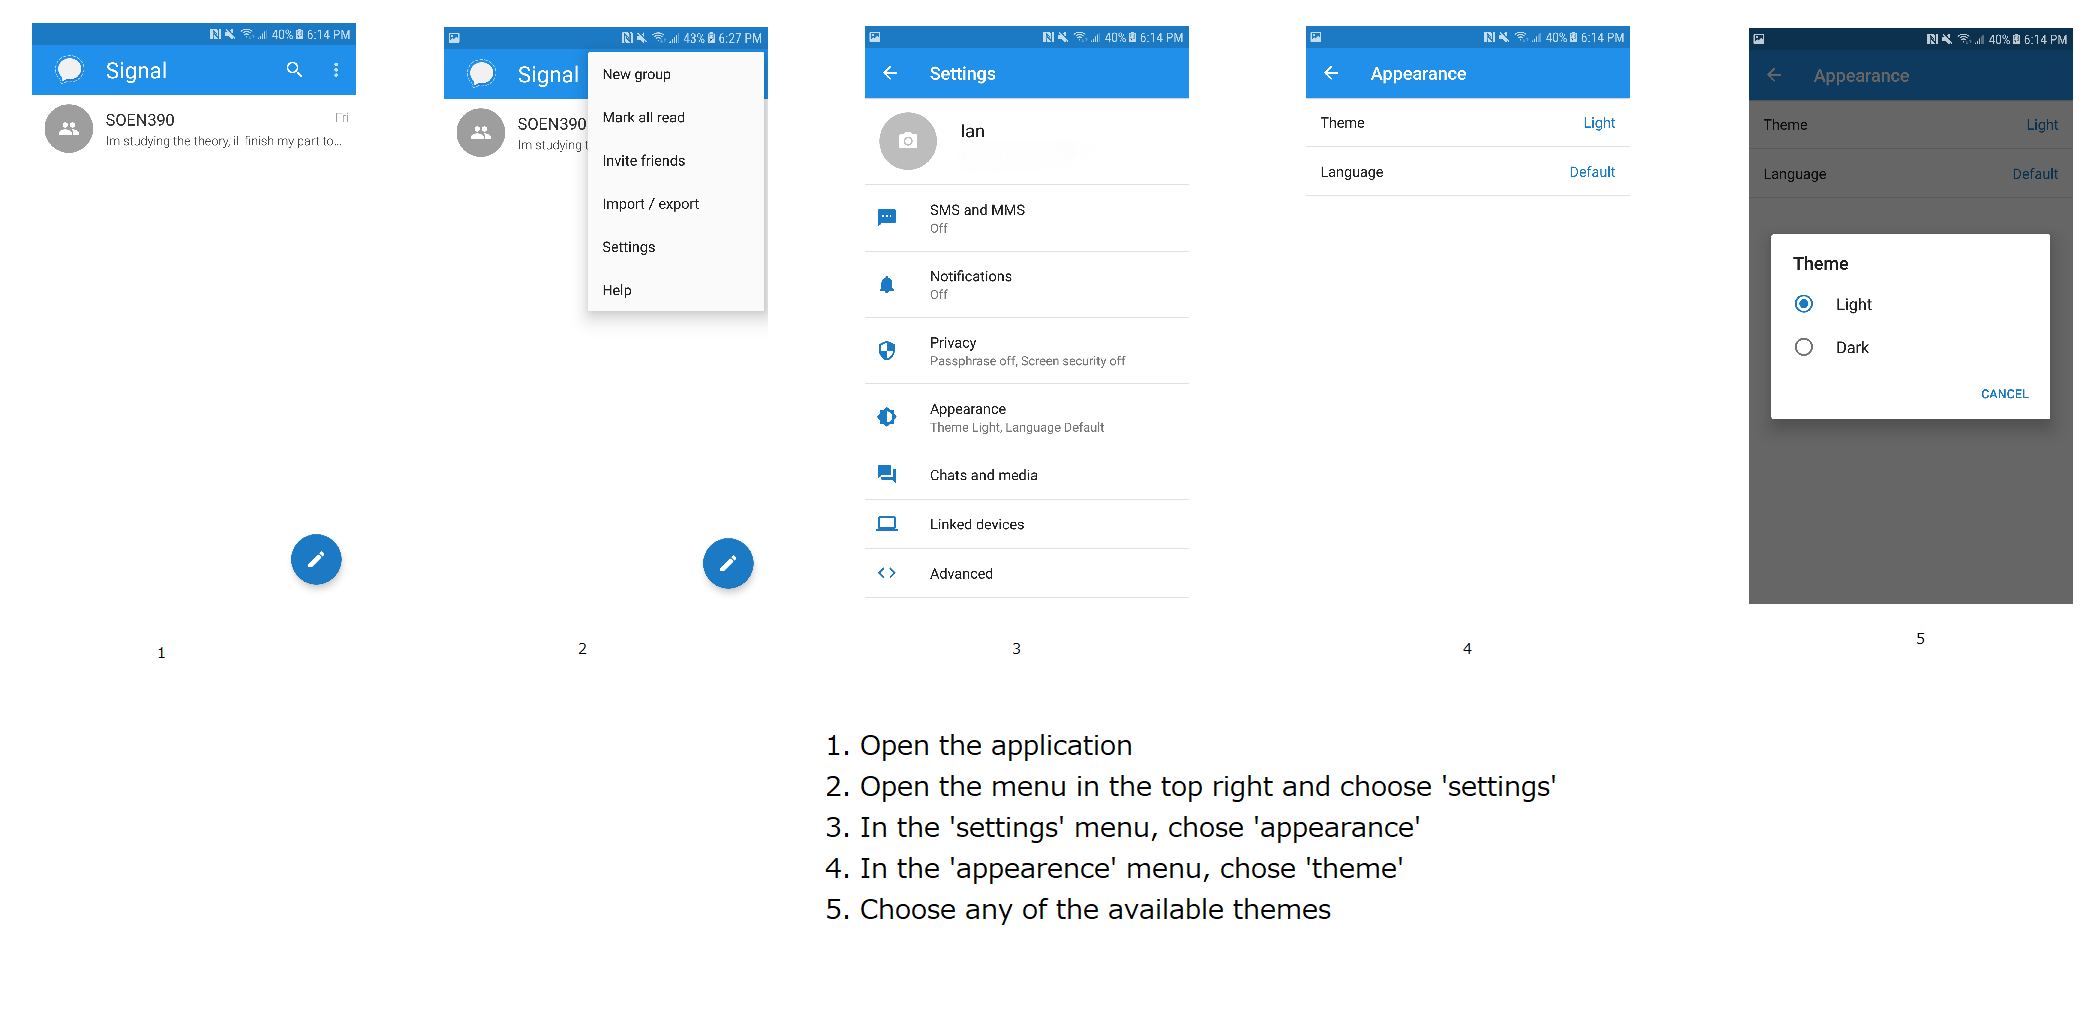 40% 6:14 PM
Signal
SOEN390
Fri
Im studying the theory, il finish my part to...
1
43% 6:27 PM
Signal
SOEN390
Im studying t
New group
Mark all read
Invite friends
Import / export
Settings
Help
2
40% 6:14 PM
Settings
Ian
SMS and MMS
Off
Notifications
Off
Privacy
Passphrase off, Screen security off
Appearance
Theme Light, Language Default
Chats and media
Linked devices
Advanced
3
40% 6:14 PM
Appearance
Theme Light
Language Default
4
40% 6:14 PM
Appearance
Theme Light
Language Default
Theme
Light
Dark
CANCEL
5
1. Open the application
2. Open the menu in the top right and choose 'settings'
3. In the 'settings' menu, chose 'appearance'
4. In the 'appearence' menu, chose 'theme'
5. Choose any of the available themes